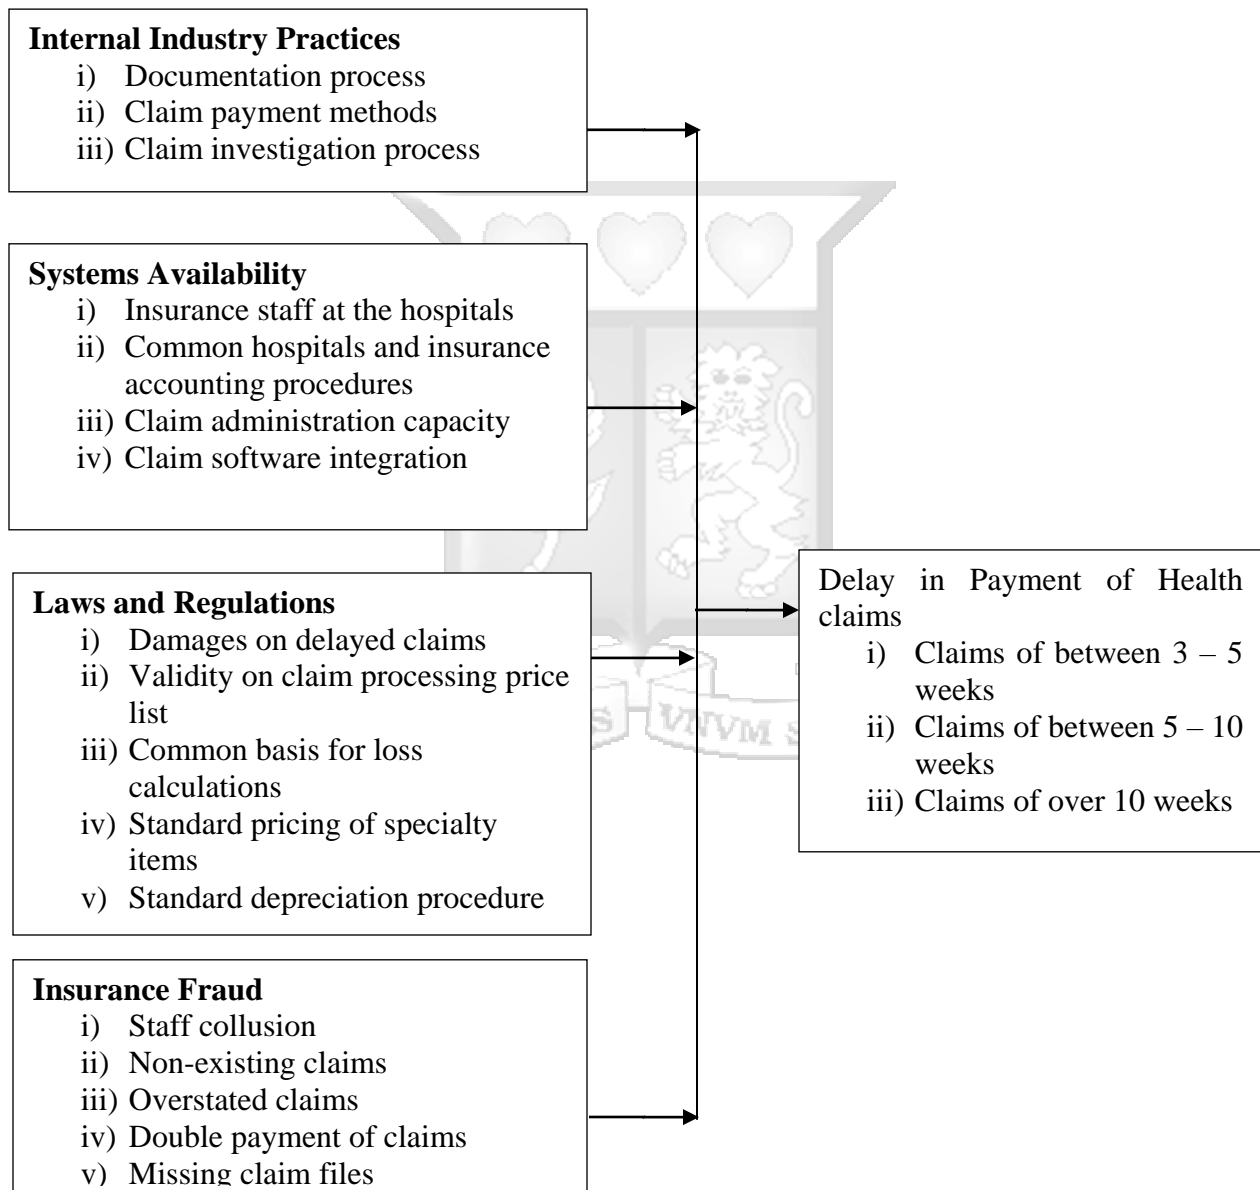 Internal Industry Practices
i) Documentation process
ii) Claim payment methods
iii) Claim investigation process
Systems Availability
i) Insurance staff at the hospitals
ii) Common hospitals and insurance
accounting procedures
iii) Claim administration capacity
iv) Claim software integration
Laws and Regulations
i) Damages on delayed claims
ii) Validity on claim processing price
list
iii) Common basis for loss
calculations
iv) Standard pricing of specialty
items
v) Standard depreciation procedure
Insurance Fraud
i) Staff collusion
ii) Non-existing claims
iii) Overstated claims
iv) Double payment of claims
v) Missing claim files
Delay in Payment of Health
claims
i) Claims of between 3 – 5
weeks
ii) Claims of between 5 – 10
weeks
iii) Claims of over 10 weeks
VNVM